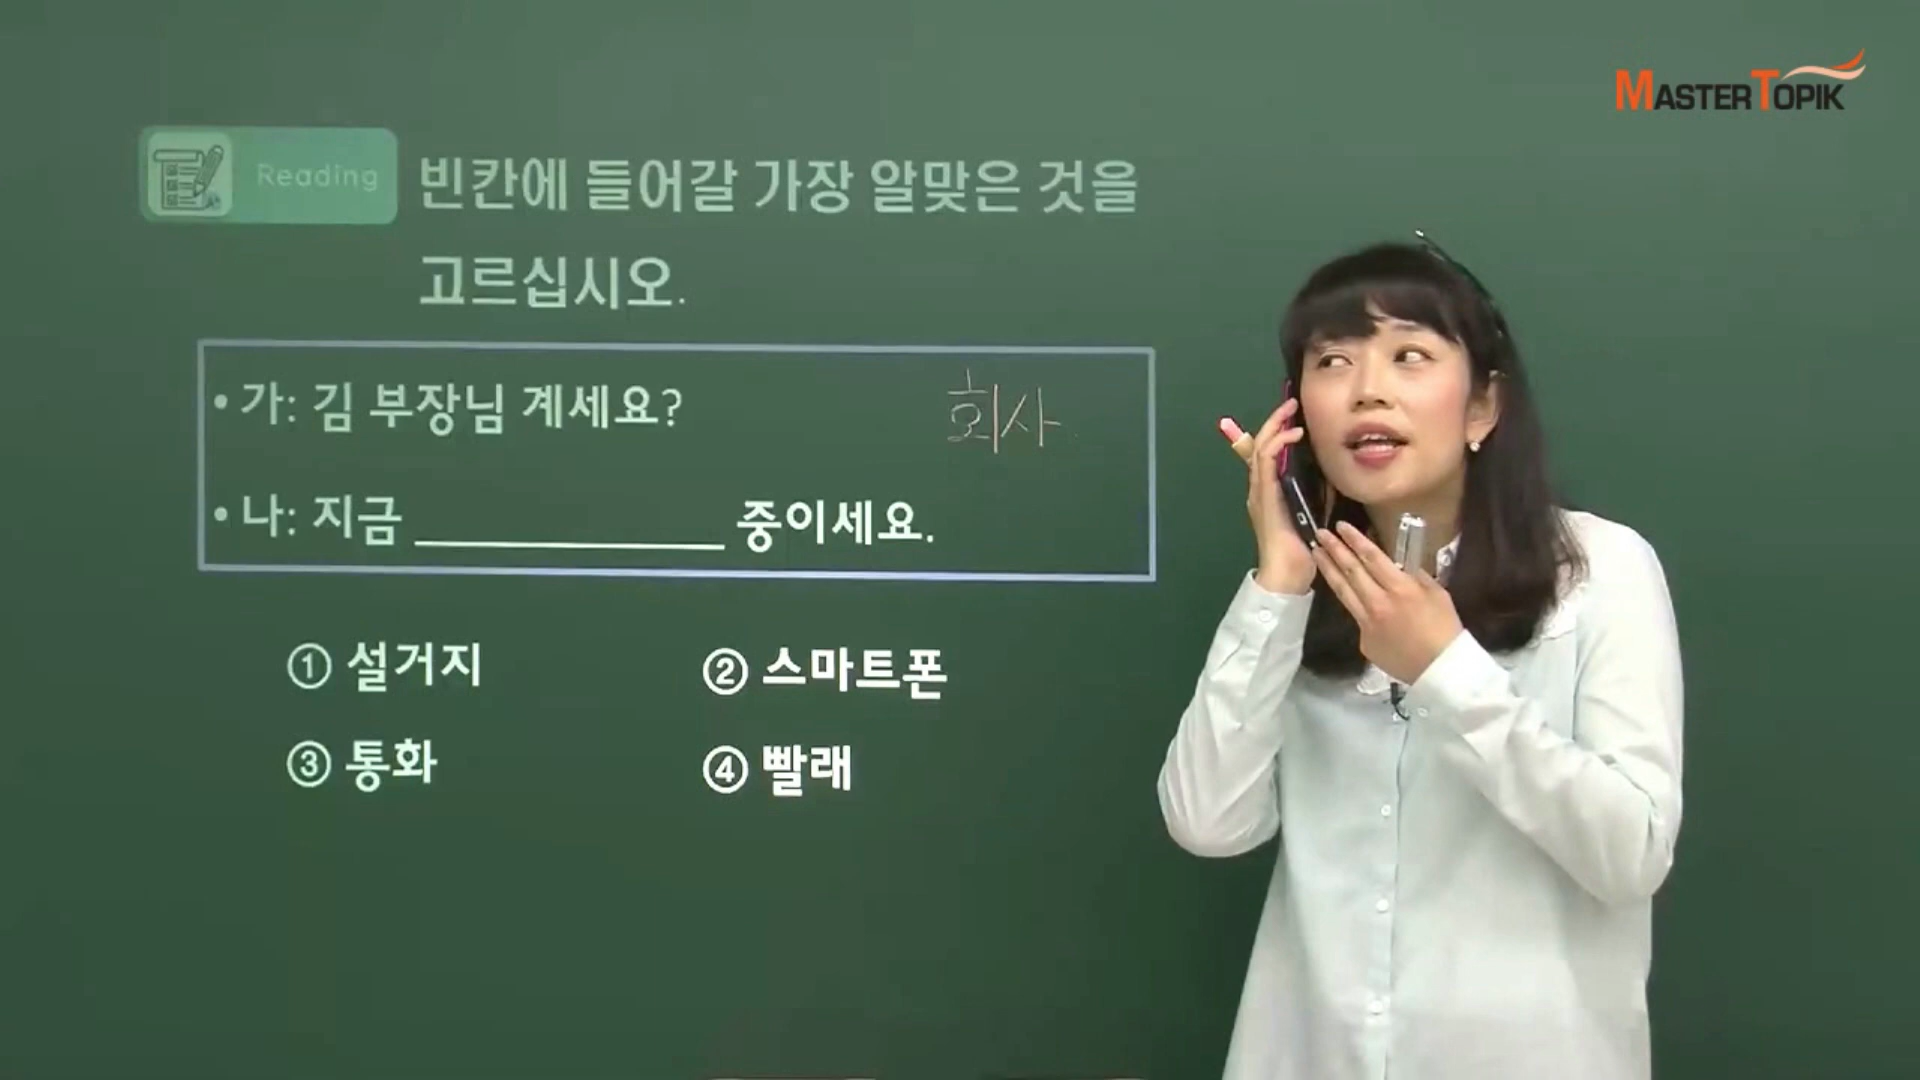 MASTERTOPIK
Reading
빈칸에 들어갈 가장 알맞은 것을
고르십시오.
• 가: 김 부장님 계세요?
회사
• 나: 지금 ____________ 중이세요.
① 설거지
② 스마트폰
③ 통화
④ 빨래